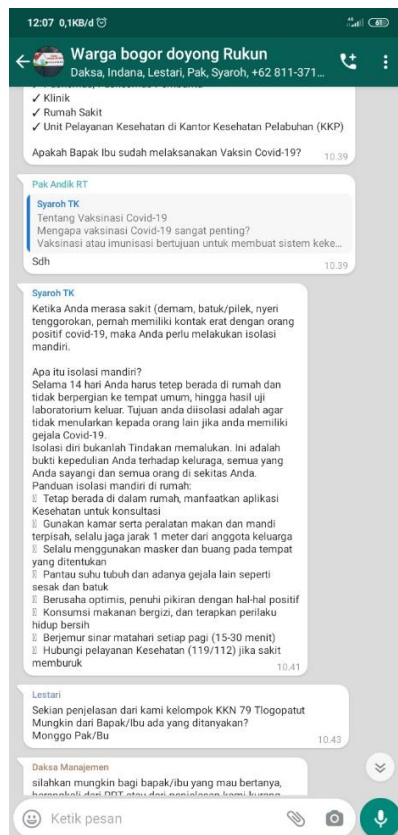 12:07 0,1KB/d
61
Warga bogor doyong Rukun
Daksa, Indana, Lestari, Pak, Syaroh, +62 811-371...
✓ Klinik
✓ Rumah Sakit
✓ Unit Pelayanan Kesehatan di Kantor Kesehatan Pelabuhan (KKP)
Apakah Bapak Ibu sudah melaksanakan Vaksin Covid-19?
10.39
Pak Andik RT
Syaroh TK
Tentang Vaksinasi Covid-19
Mengapa vaksinasi Covid-19 sangat penting?
Vaksinasi atau imunisasi bertujuan untuk membuat sistem keke...
Sdh
10.39
Syaroh TK
Ketika Anda merasa sakit (demam, batuk/pilek, nyeri
tenggorokan, pernah memiliki kontak erat dengan orang
positif covid-19, maka Anda perlu melakukan isolasi
mandiri.
Apa itu isolasi mandiri?
Selama 14 hari Anda harus tetep berada di rumah dan
tidak berpergian ke tempat umum, hingga hasil uji
laboratorium keluar. Tujuan anda diisolasi adalah agar
tidak menularkan kepada orang lain jika anda memiliki
gejala Covid-19.
Isolasi diri bukanlah Tindakan memalukan. Ini adalah
bukti kepedulian Anda terhadap keluraga, semua yang
Anda sayangi dan semua orang di sekitas Anda.
Panduan isolasi mandiri di rumah:
Tetap berada di dalam rumah, manfaatkan aplikasi
Kesehatan untuk konsultasi
Gunakan kamar serta peralatan makan dan mandi
terpisah, selalu jaga jarak 1 meter dari anggota keluarga
Selalu menggunakan masker dan buang pada tempat
yang ditentukan
Pantau suhu tubuh dan adanya gejala lain seperti
sesak dan batuk
Berusaha optimis, penuhi pikiran dengan hal-hal positif
Konsumsi makanan bergizi, dan terapkan perilaku
hidup bersih
Berjemur sinar matahari setiap pagi (15-30 menit)
Hubungi pelayanan Kesehatan (119/112) jika sakit
memburuk
10.41
Lestari
Sekian penjelasan dari kami kelompok KKN 79 Tlogopatut
Mungkin dari Bapak/Ibu ada yang ditanyakan?
Monggo Pak/Bu
10.43
Daksa Manajemen
silahkan mungkin bagi bapak/ibu yang mau bertanya,
Ketik pesan